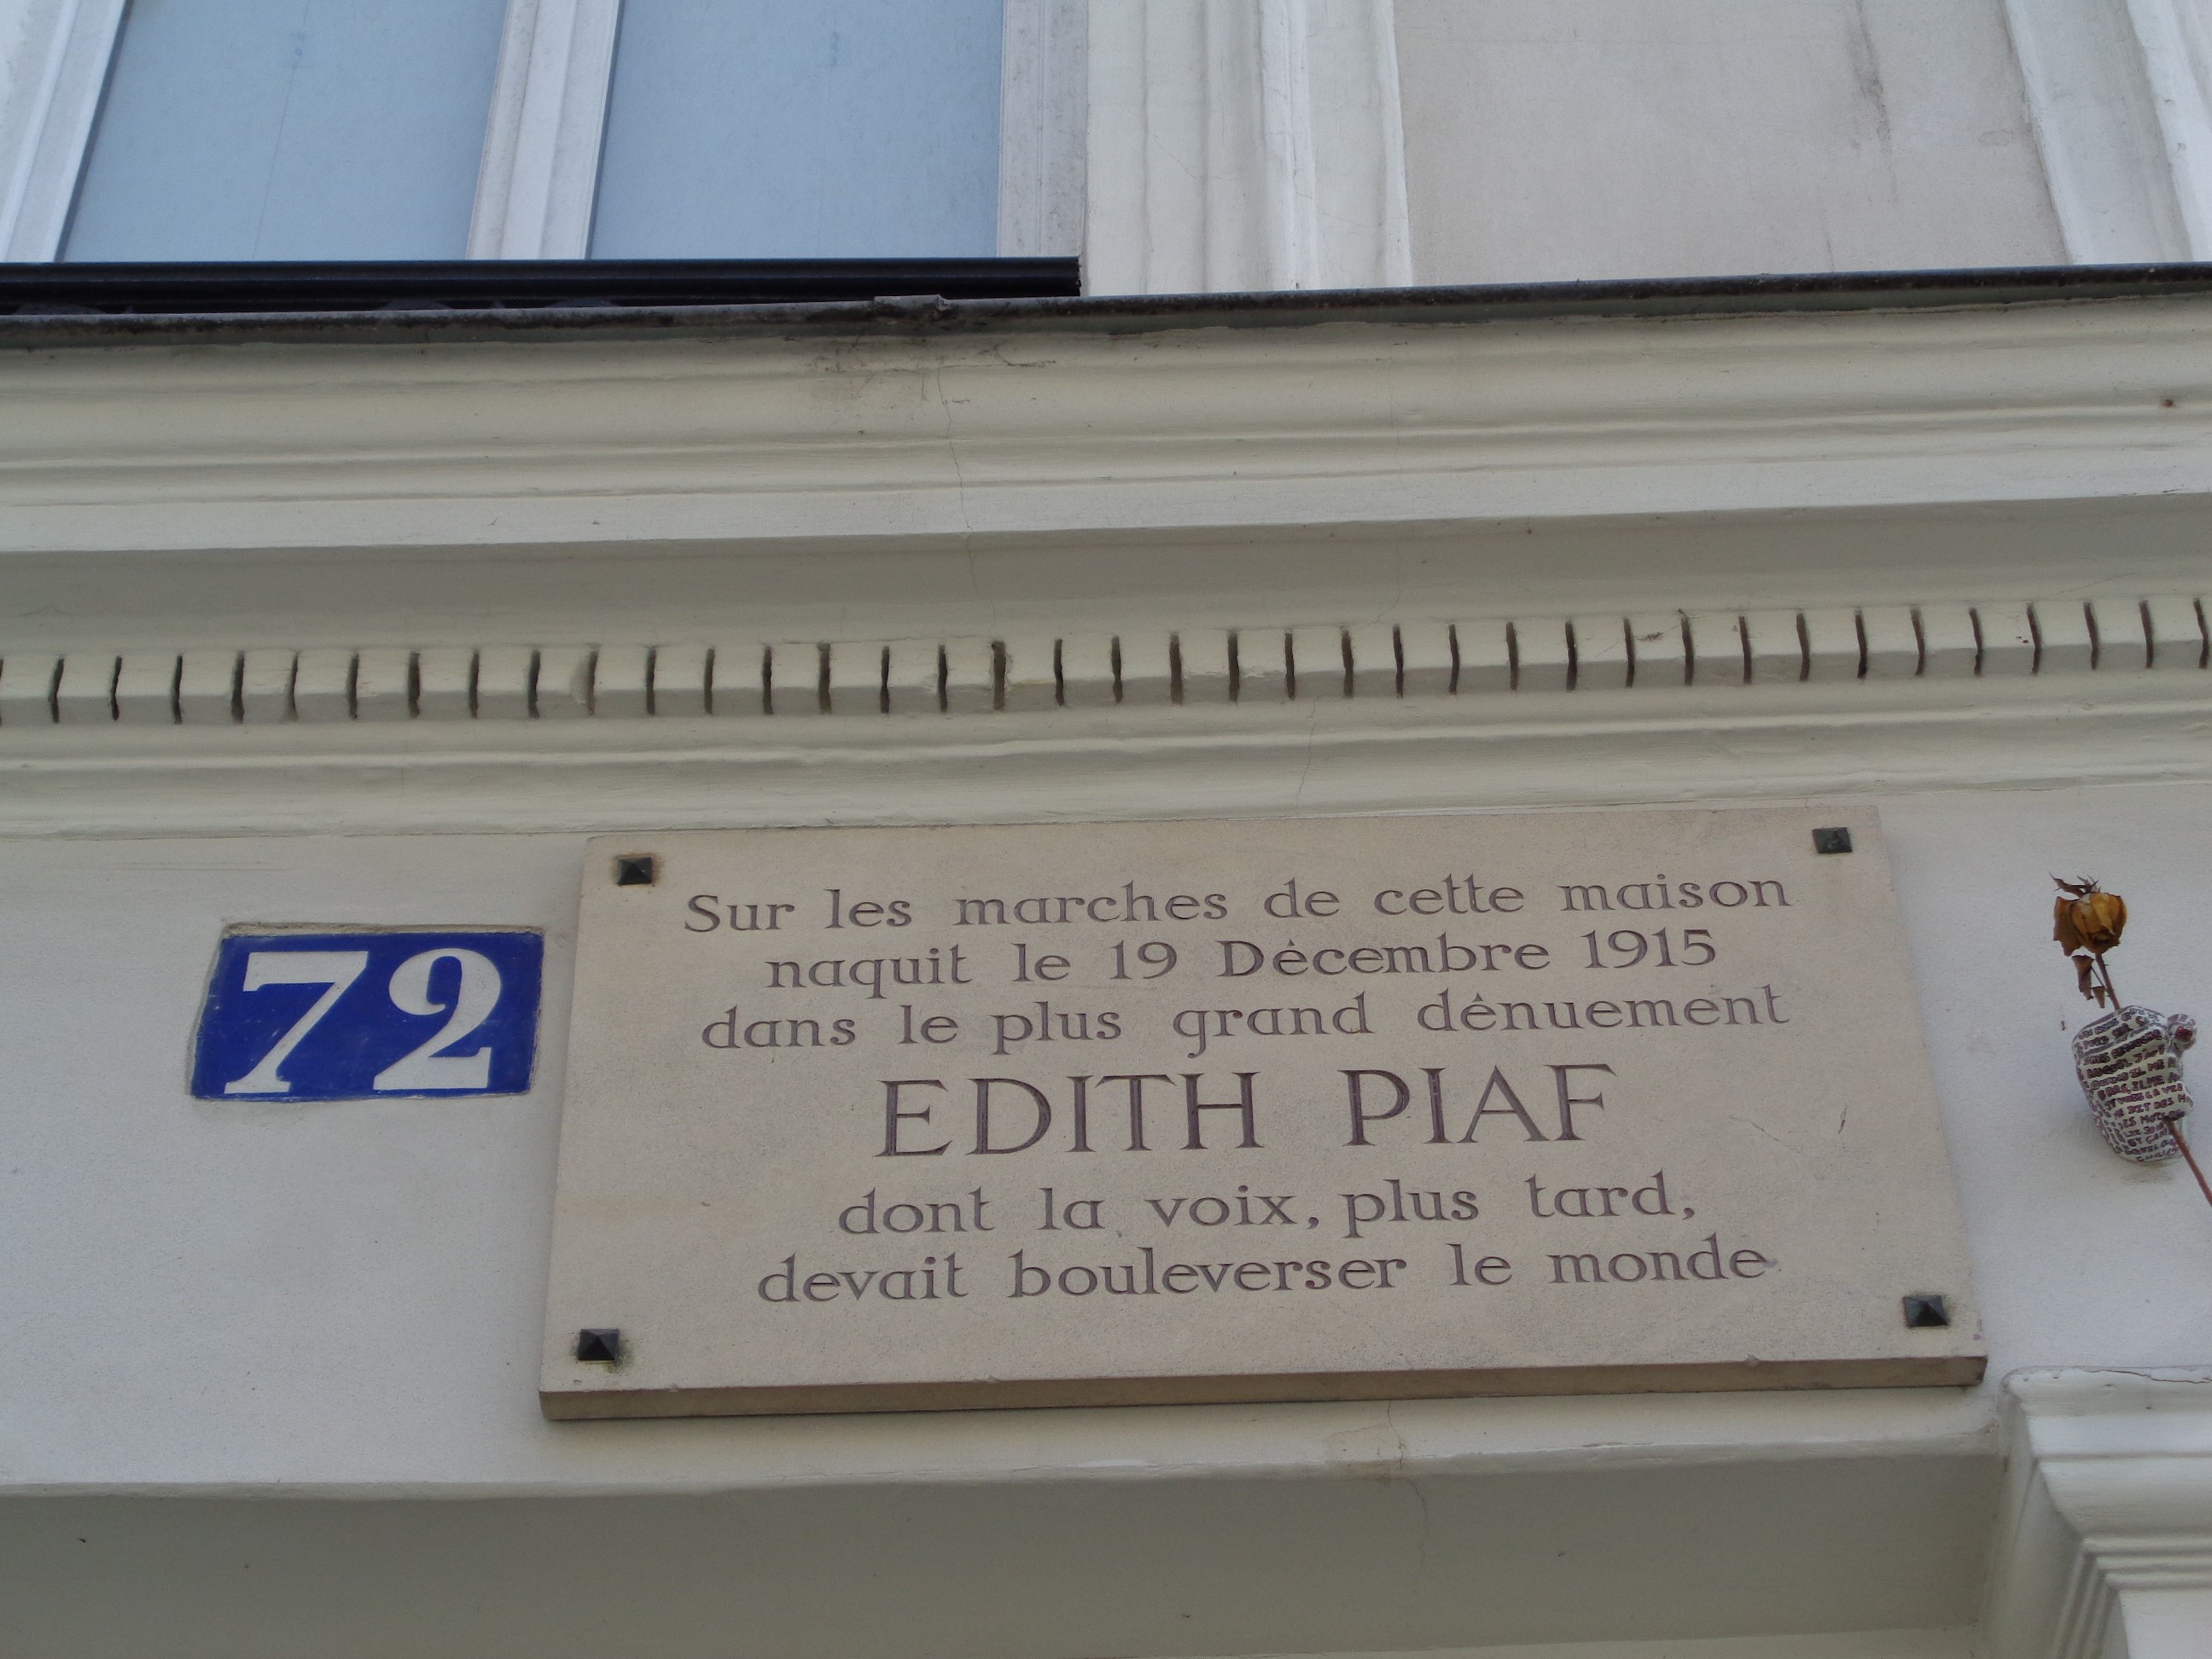 72
Sur les marches de cette maison
naquit le 19 Décembre 1915
dans le plus grand dénuement
EDITH PIAF
dont la voix, plus tard,
devait bouleverser le monde